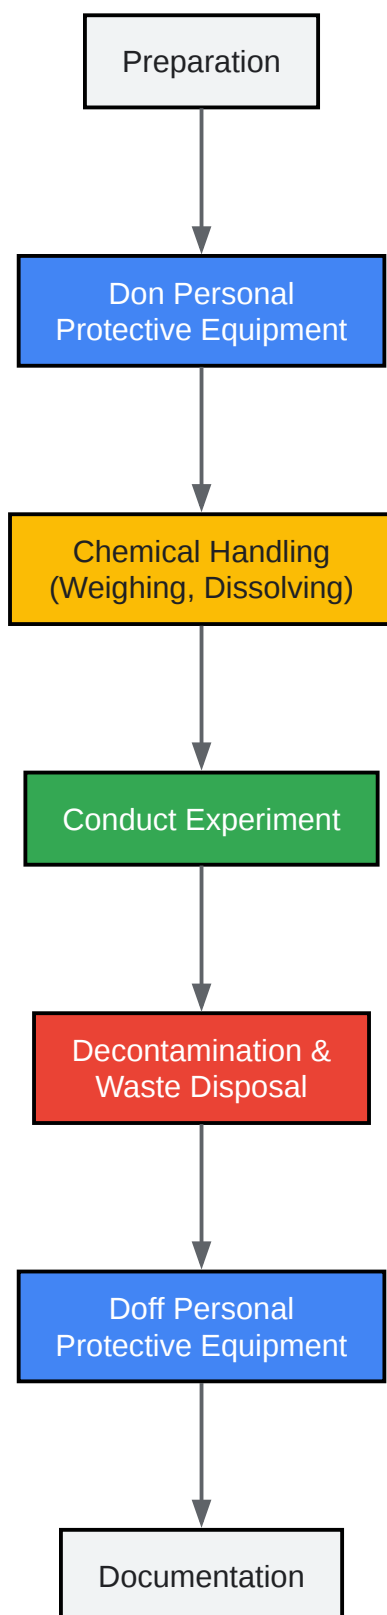 Preparation
Don Personal
Protective Equipment
Chemical Handling
(Weighing, Dissolving)
Conduct Experiment
Decontamination &
Waste Disposal
Doff Personal
Protective Equipment
Documentation